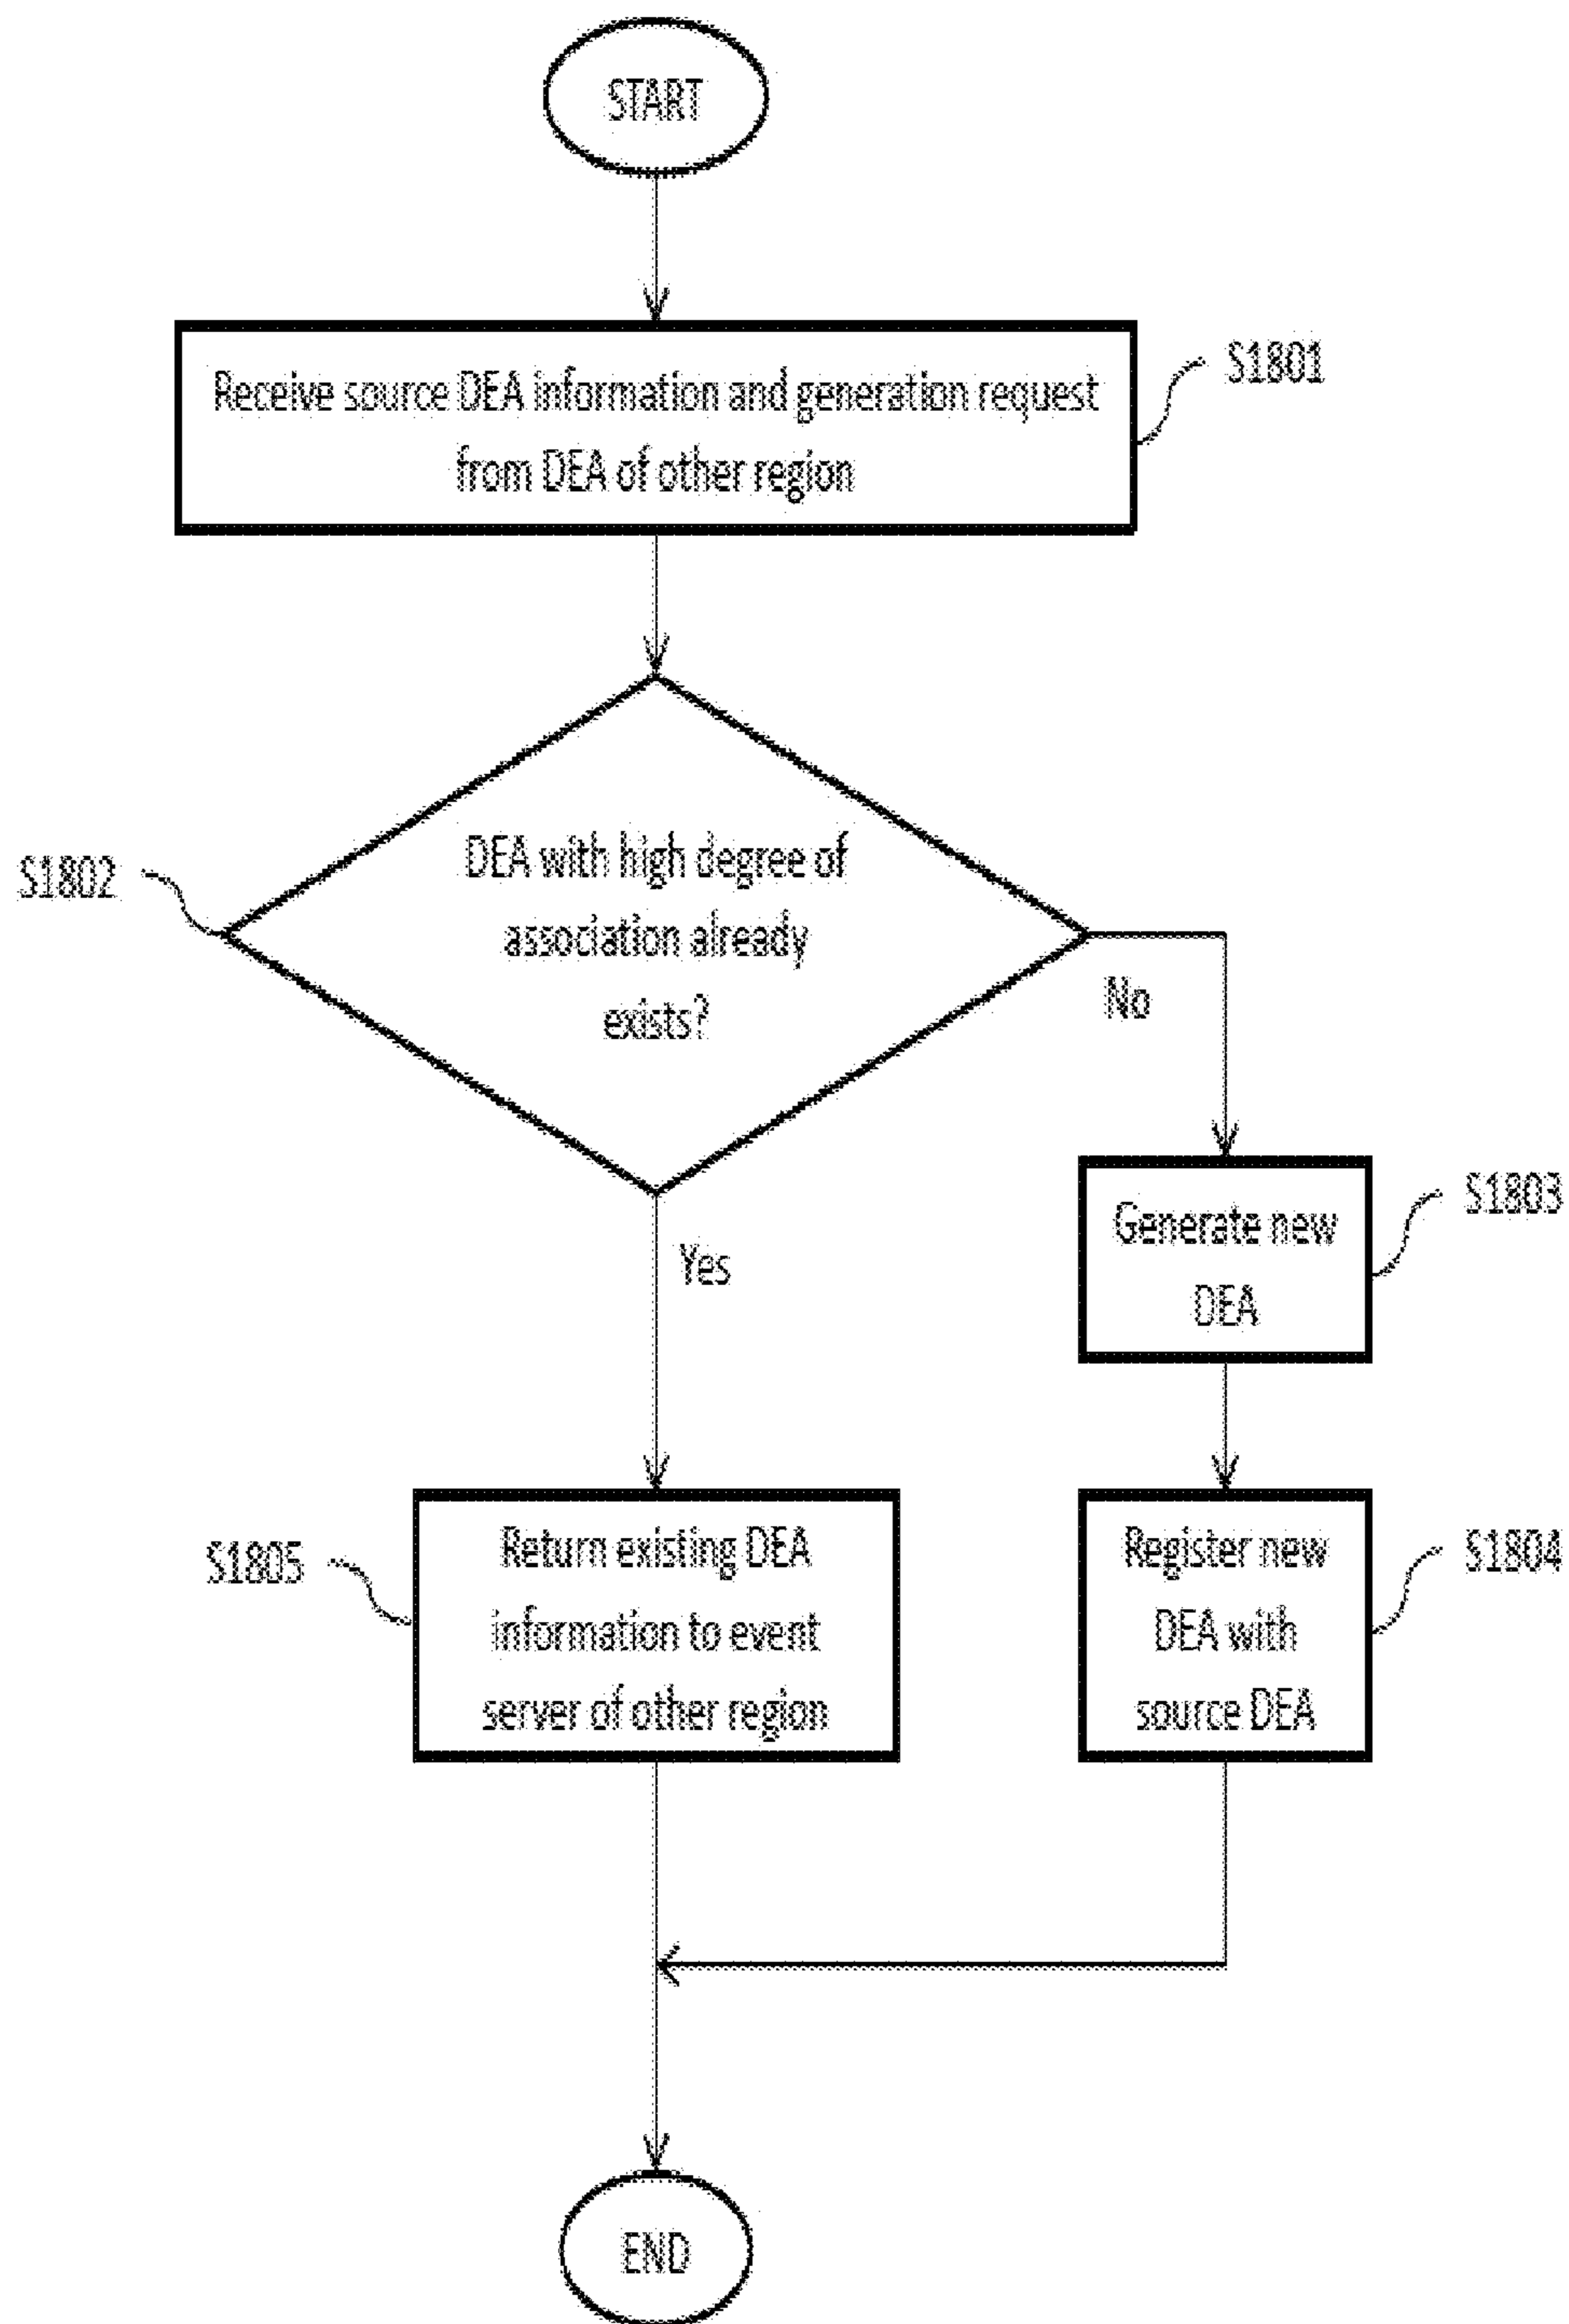 START
Receive source DEA information and generation request
from DEA of other region
S1801
DEA with high degree of
association already
exists?
S1802
No
Yes
Generate new
DEA
S1803
Return existing DEA
information to event
server of other region
S1805
Register new
DEA with
source DEA
S1804
END